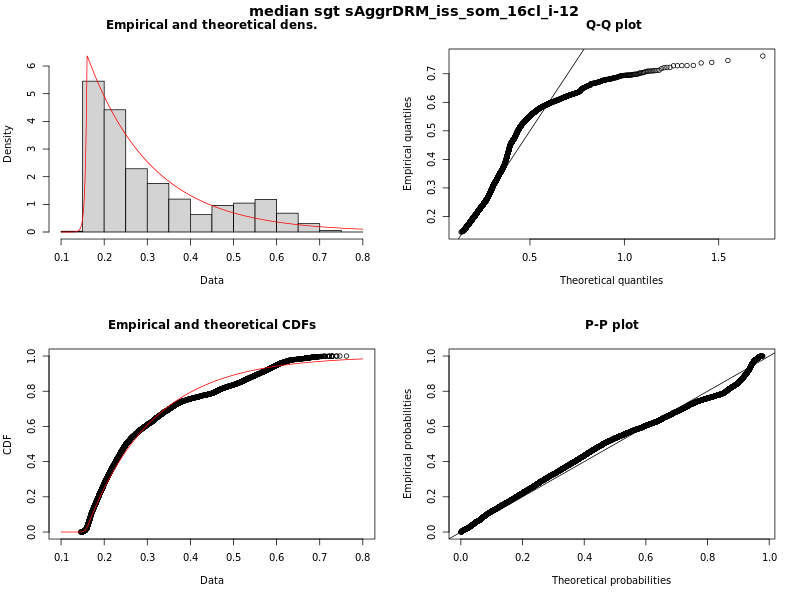 median sgt sAggrDRM_iss_som_16cl_i-12
Empirical and theoretical dens.
Density
0 1 2 3 4 5 6
0.1 0.2 0.3 0.4 0.5 0.6 0.7 0.8
Data
Q-Q plot
Empirical quantiles
0.2 0.3 0.4 0.5 0.6 0.7
0.5 1.0 1.5
Theoretical quantiles
Empirical and theoretical CDFs
CDF
0.0 0.2 0.4 0.6 0.8 1.0
0.1 0.2 0.3 0.4 0.5 0.6 0.7 0.8
Data
P-P plot
Empirical probabilities
0.0 0.2 0.4 0.6 0.8 1.0
0.0 0.2 0.4 0.6 0.8 1.0
Theoretical probabilities